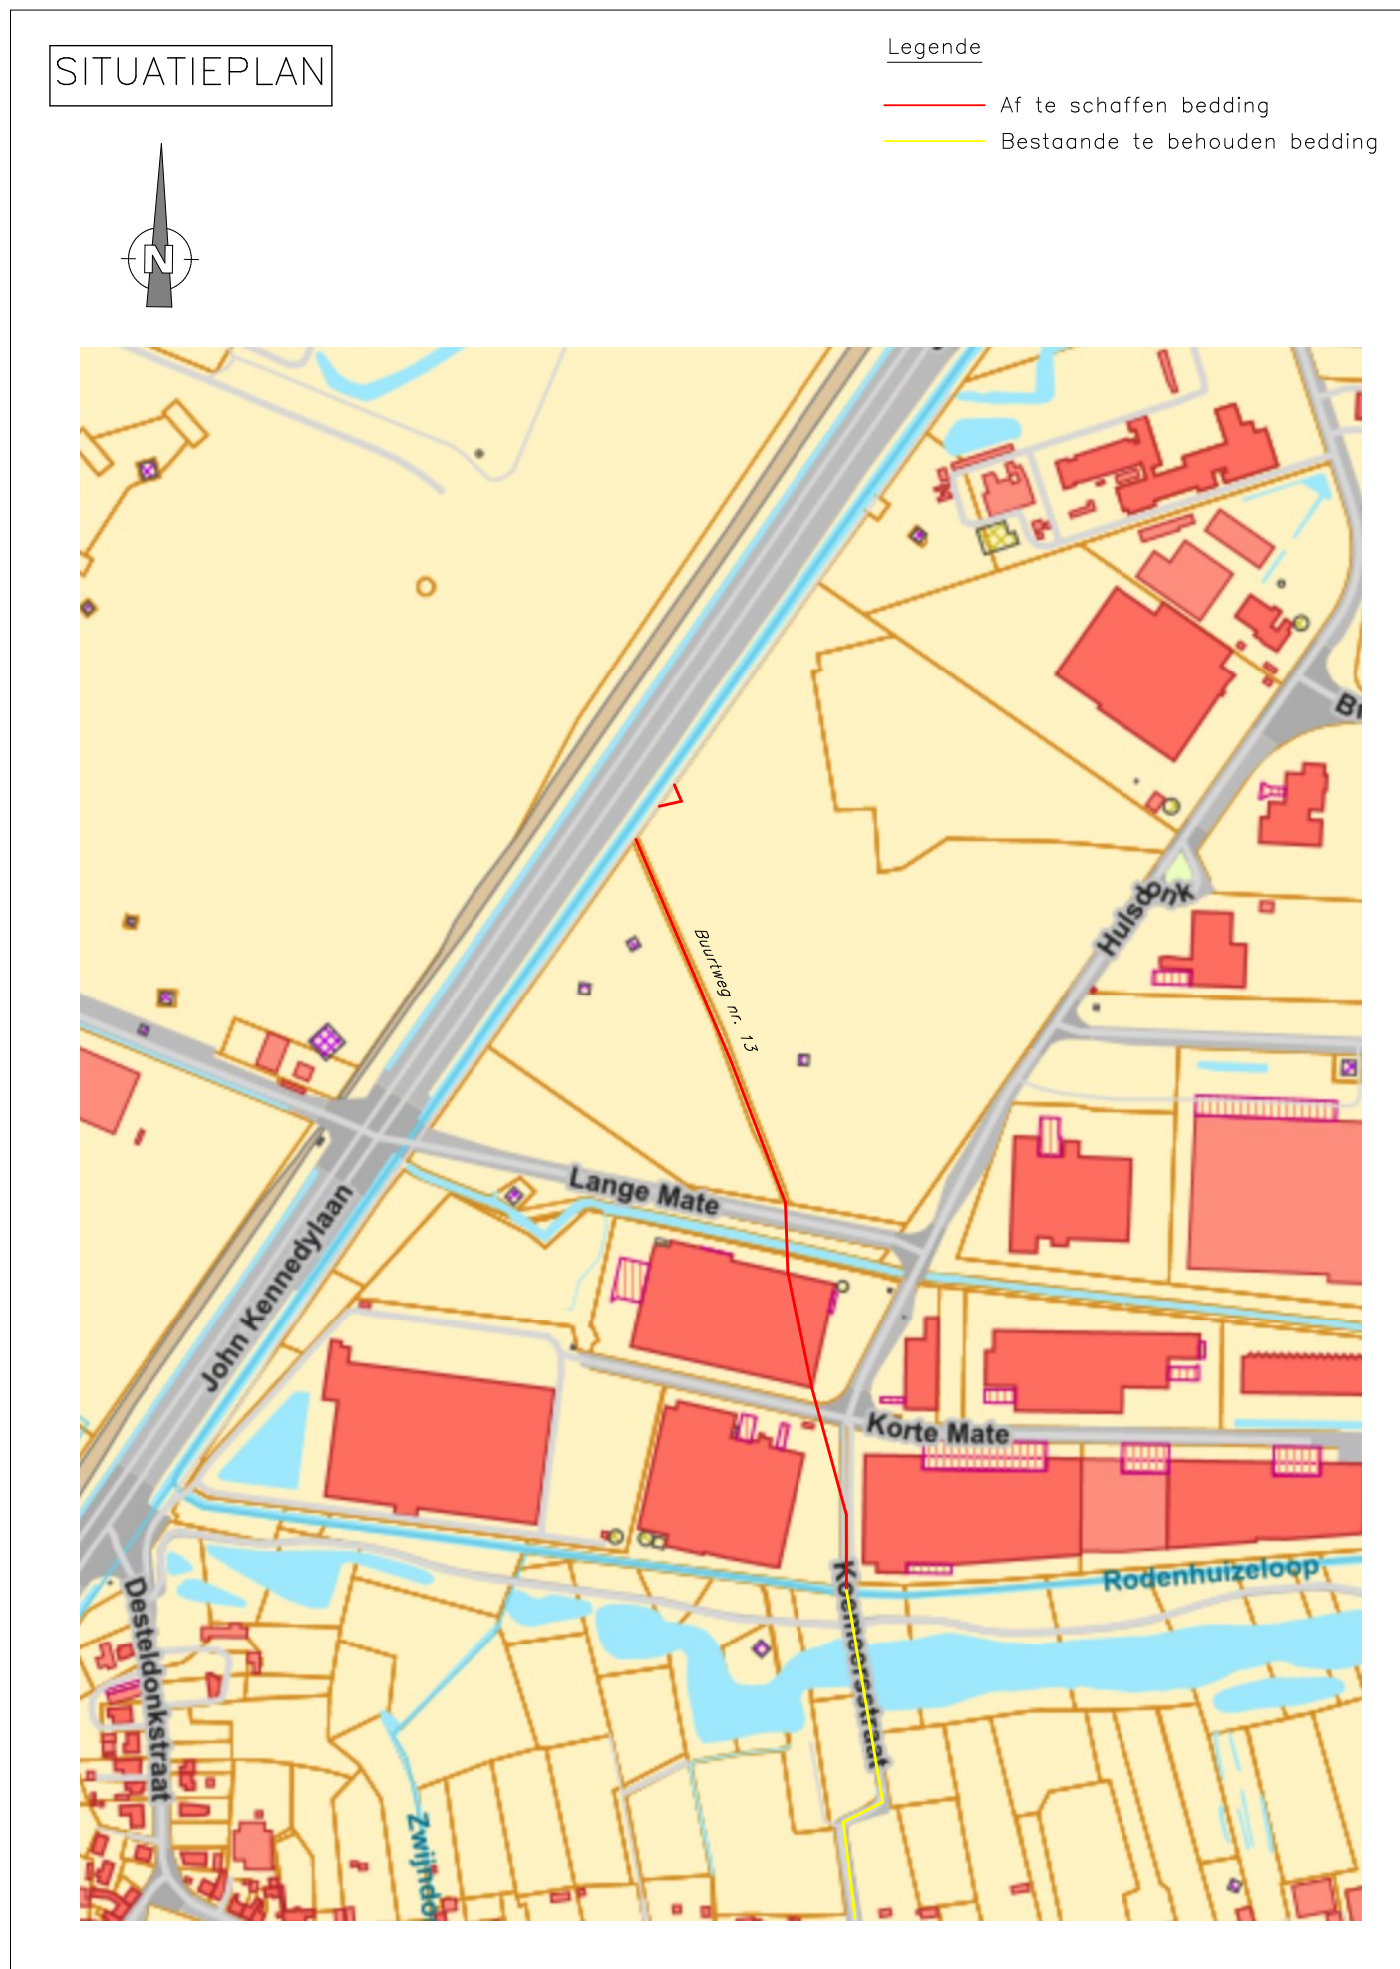 SITUATIEPLAN
Legende
Af te schaffen bedding
Bestaande te behouden bedding
N
Hulsdonk
Buurtweg nr. 13
Lange Mate
John Kennedylaan
Korte Mate
Rodenhuizeloop
Desteldonkstraat